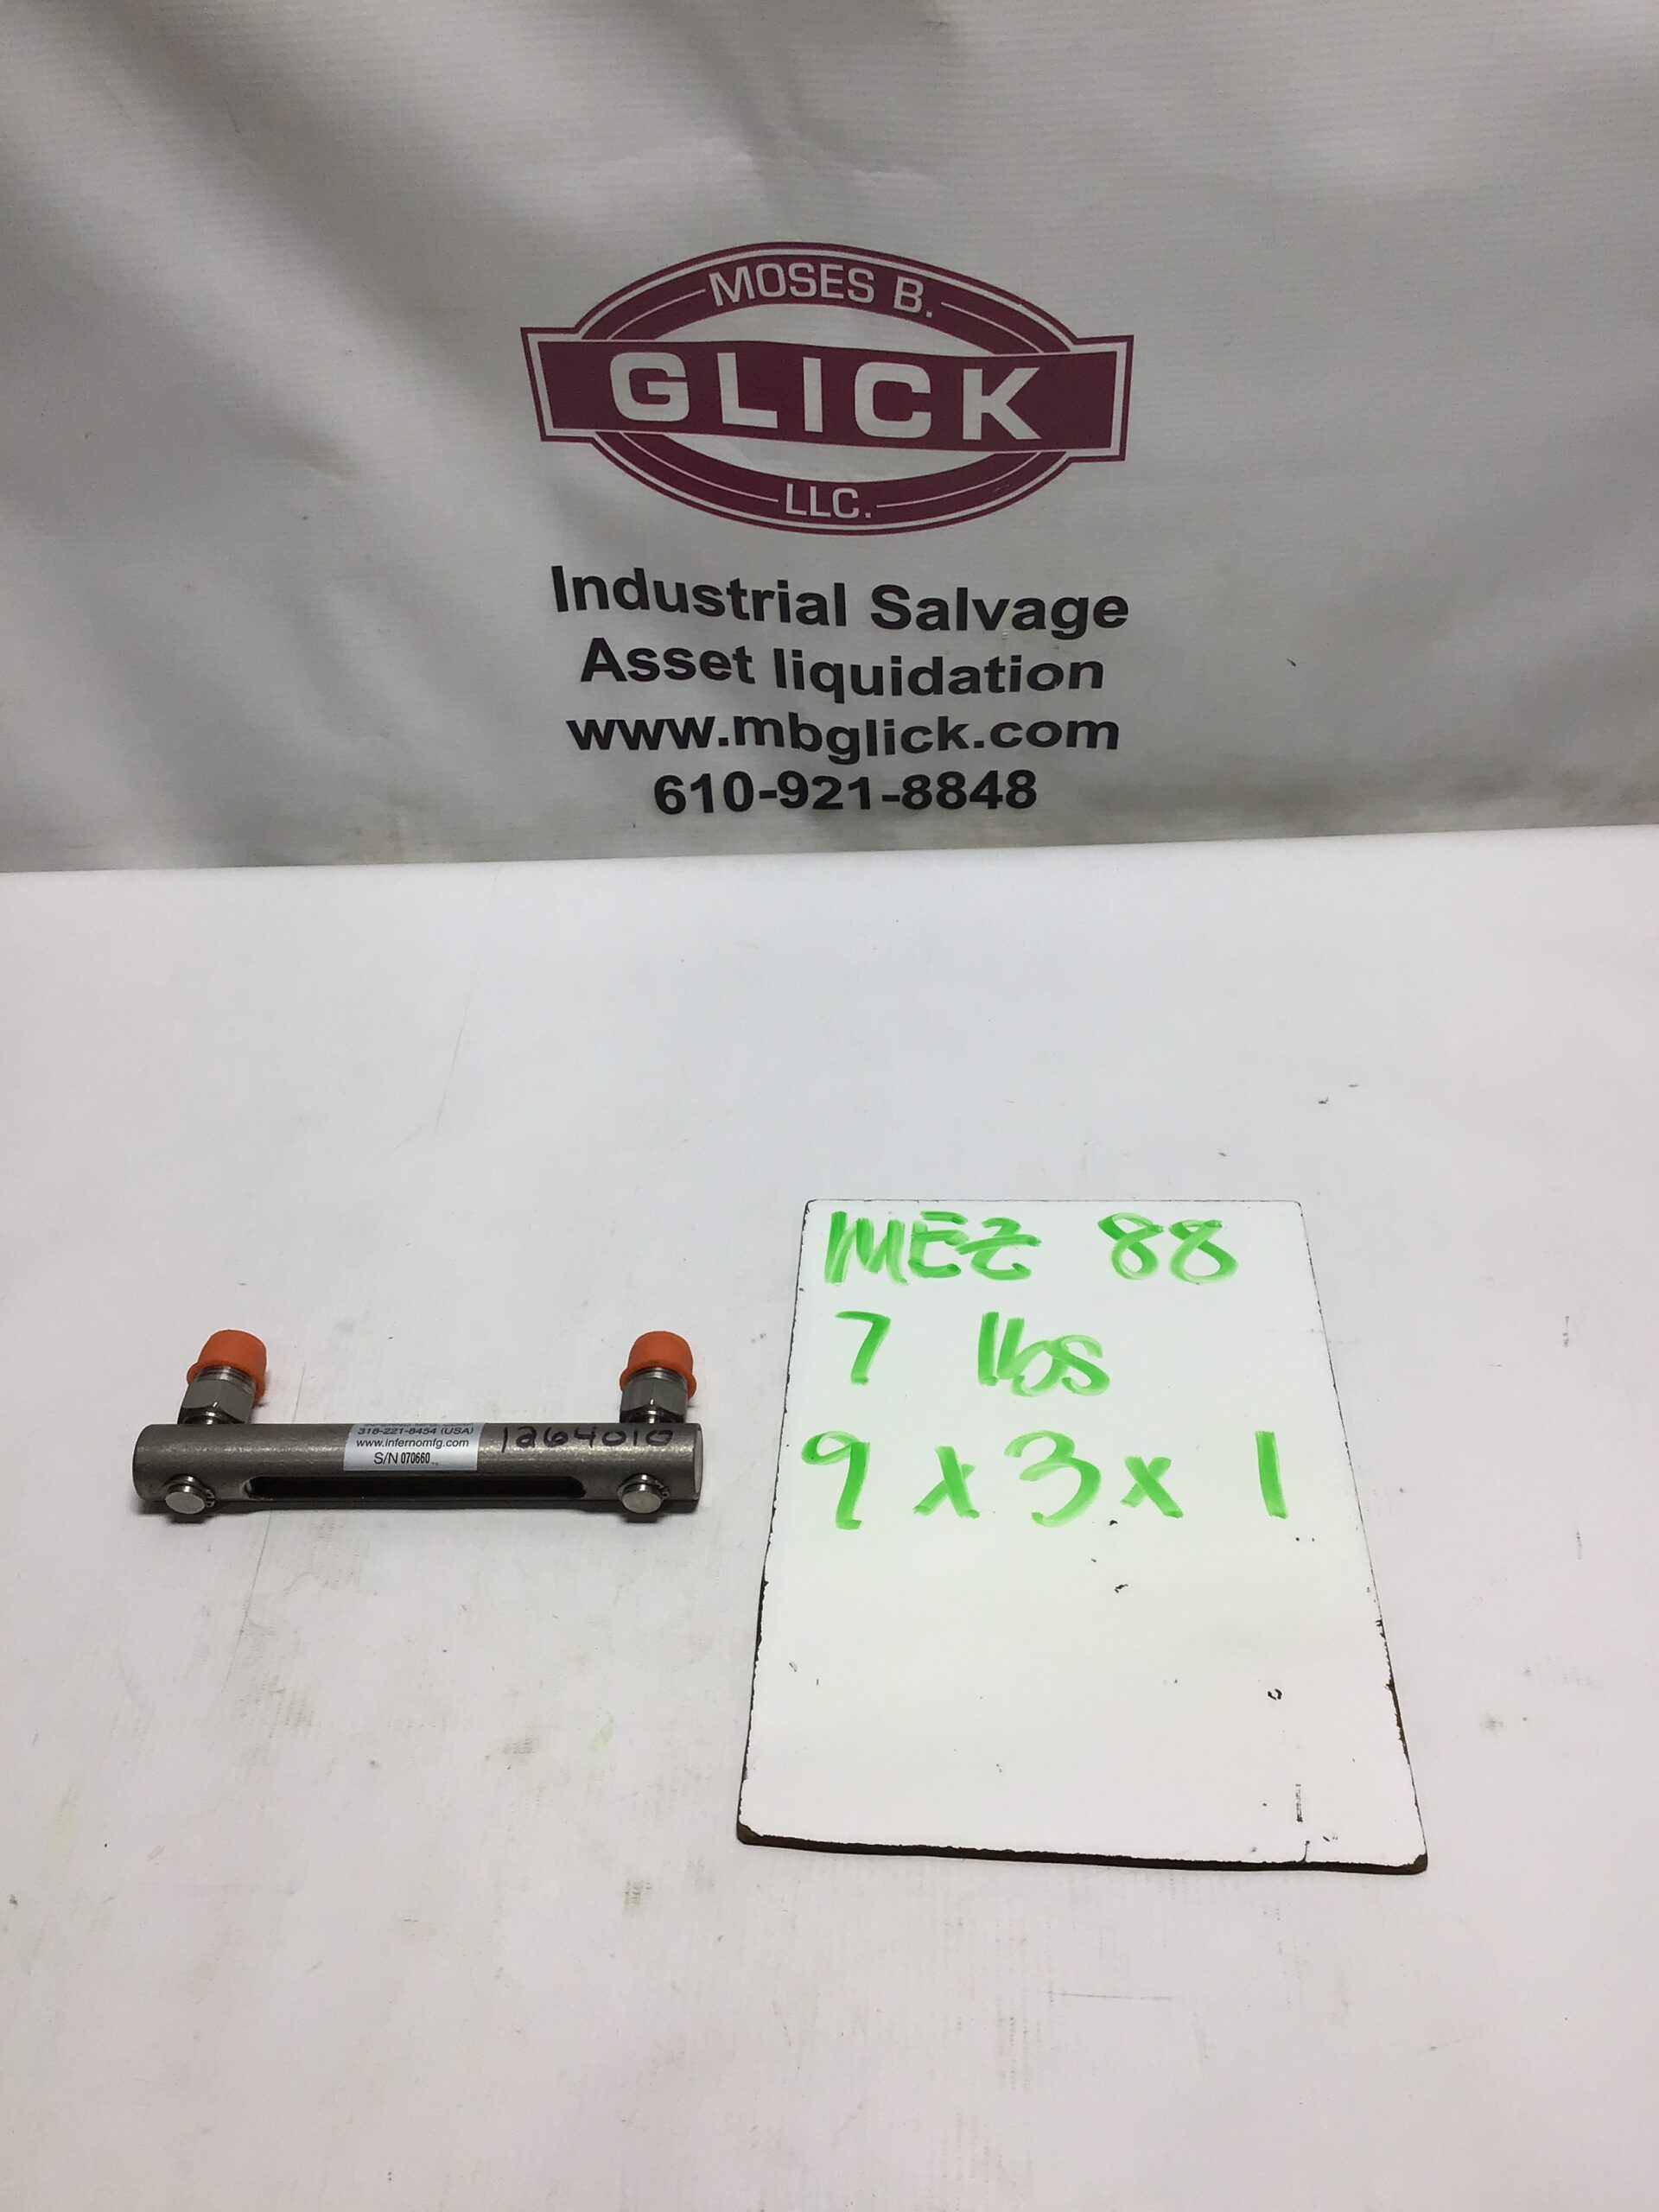 MOSES B.
GLICK
LLC.
Industrial Salvage
Asset liquidation
www.mbglick.com
610-921-8848
MEZ 88
7 lbs
9 x 3 x 1
318-221-8454 (USA)
www.infernomfg.com
S/N 070660
1264010